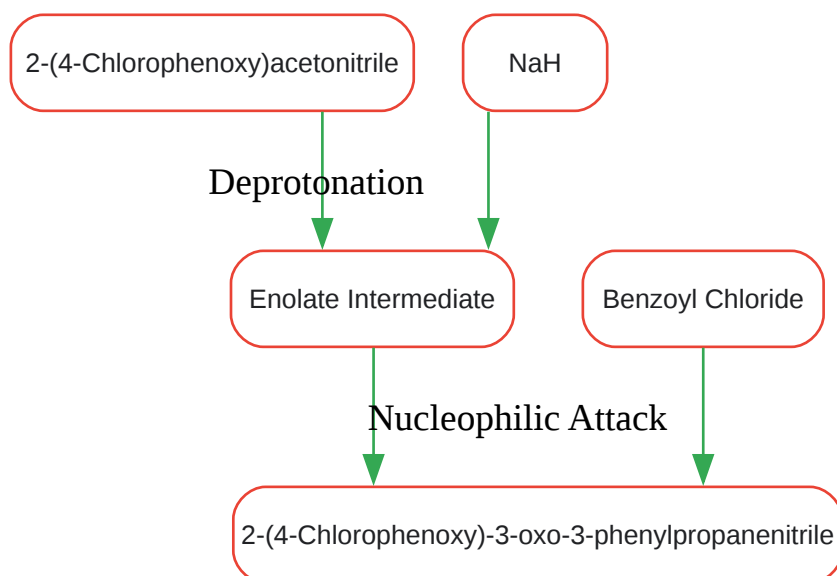 2-(4-Chlorophenoxy)acetonitrile
NaH
Deprotonation
Enolate Intermediate
Benzoyl Chloride
Nucleophilic Attack
2-(4-Chlorophenoxy)-3-oxo-3-phenylpropanenitrile